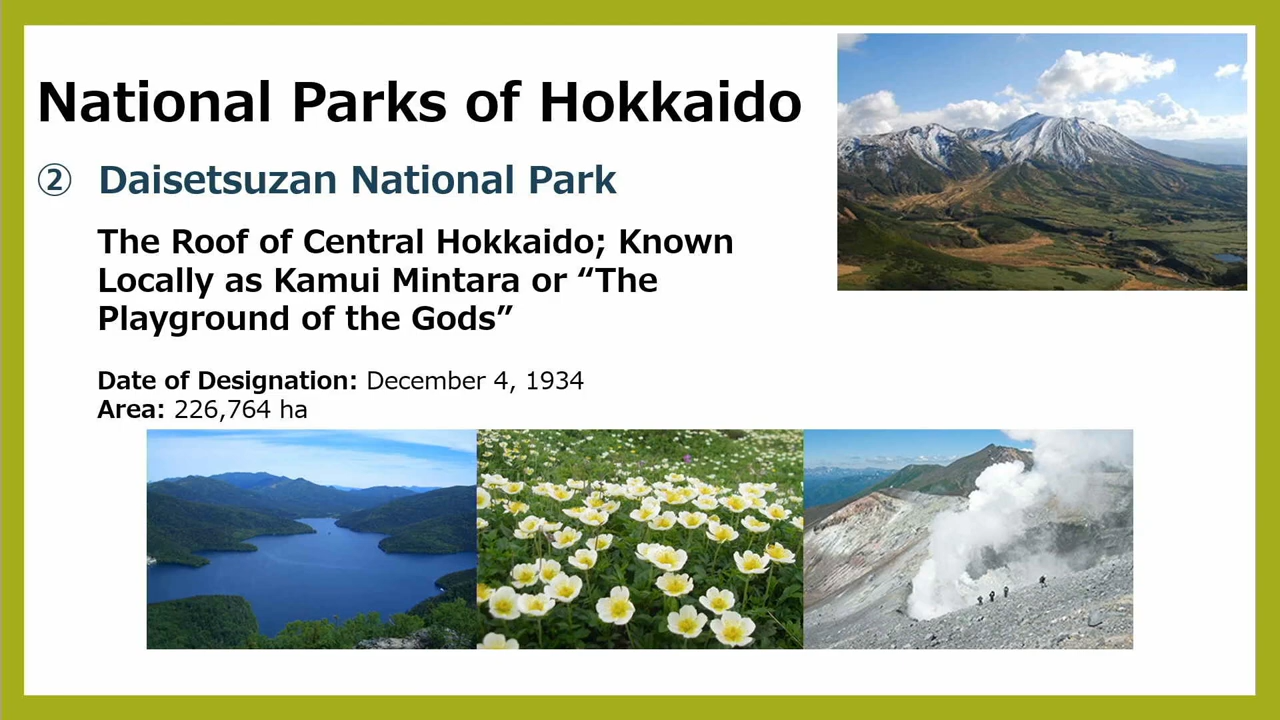 National Parks of Hokkaido
② Daisetsuzan National Park
The Roof of Central Hokkaido; Known
Locally as Kamui Mintara or “The
Playground of the Gods”
Date of Designation: December 4, 1934
Area: 226,764 ha